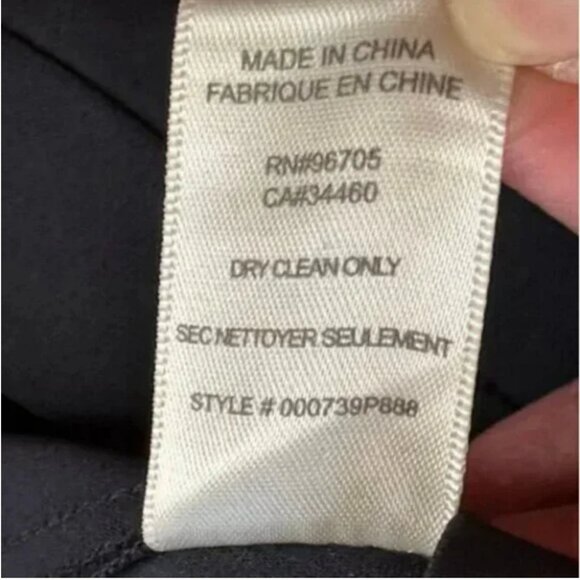 MADE IN CHINA
FABRIQUE EN CHINE
RN#96705
CA#34460
DRY CLEAN ONLY
SEC NETTOYER SEULEMENT
STYLE # 000739P888